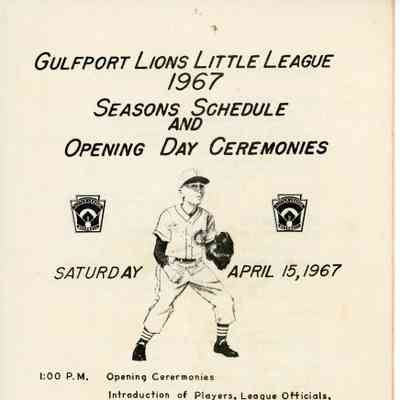 GULFPORT LIONS LITTLE LEAGUE
1967
SEASONS SCHEDULE
AND
OPENING DAY CEREMONIES
SATURDAY APRIL 15, 1967
1:00 P.M. Opening Cerermonies
Introduction of Players, League Officials,